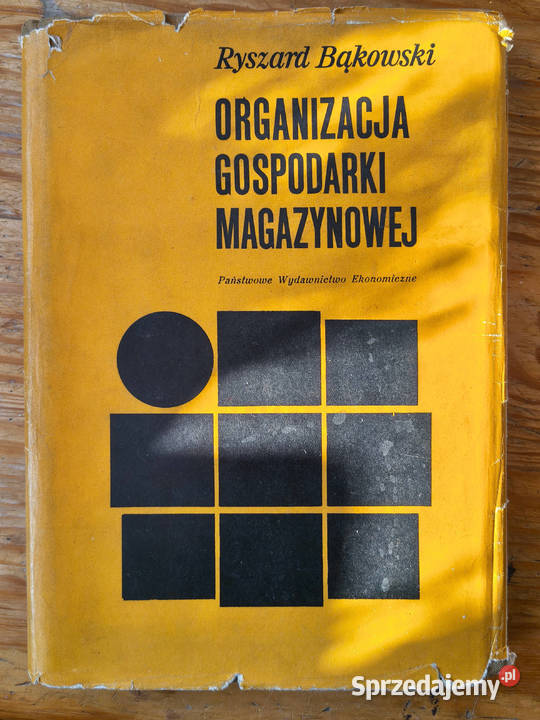 Ryszard Bąkowski
ORGANIZACJA
GOSPODARKI
MAGAZYNOWEJ
Państwowe Wydawnictwo Ekonomiczne
Sprzedajemy.pl